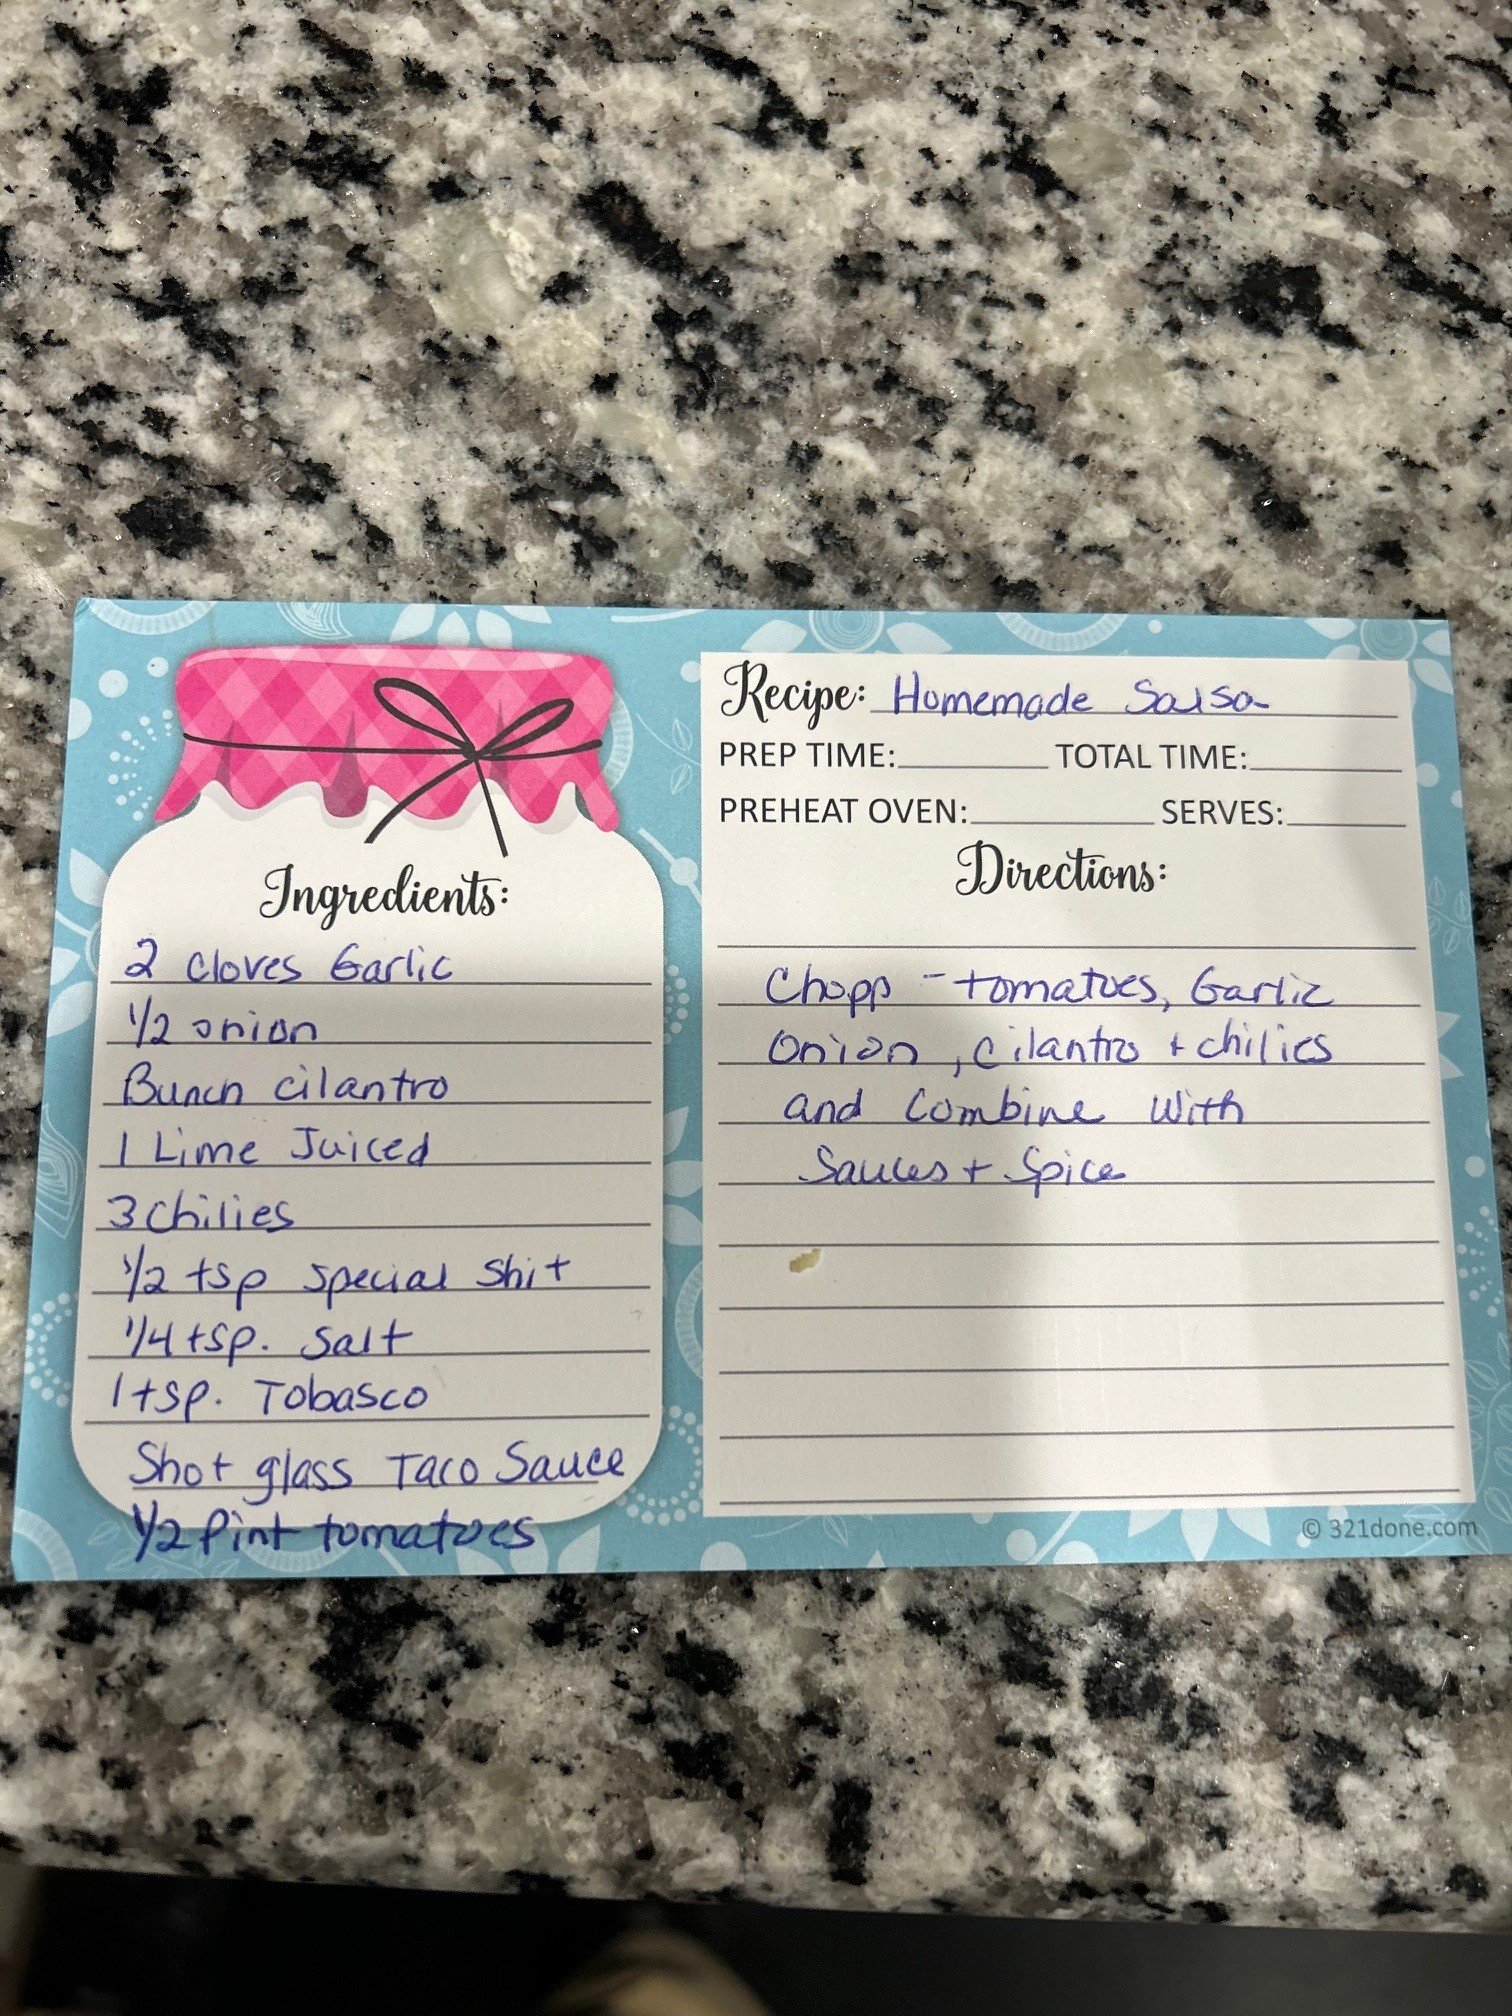 Ingredients:
2 cloves Garlic
1/2 onion
Bunch cilantro
1 Lime Juiced
3 chilies
1/2 tsp special shit
1/4 tsp. salt
1 tsp. Tobasco
Shot glass Taco Sauce
1/2 Pint tomatoes
Recipe: Homemade Salsa
PREP TIME: TOTAL TIME:
PREHEAT OVEN: SERVES:
Directions:
Chopp - tomatoes, Garlic
Onion, cilantro + chilies
and Combine With
Sauces + Spice
© 321done.com